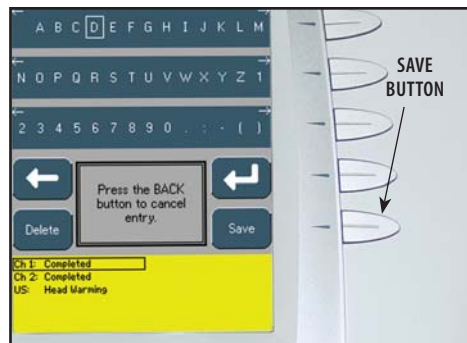 ← A B C D E F G H I J K L M →
← N O P Q R S T U V W X Y Z 1 →
2 3 4 5 6 7 8 9 0 . : - ( )
SAVE
BUTTON
Press the BACK
button to cancel
entry.
Delete
Save
Ch 1: Completed
Ch 2: Completed
US: Head Warming